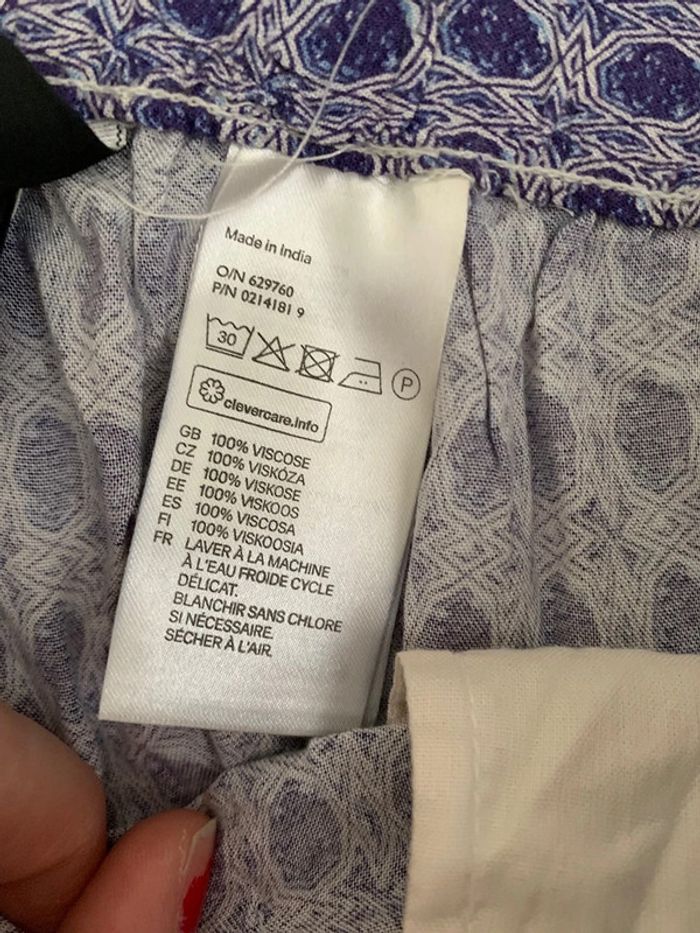 Made in India
O/N 629760
P/N 0214181 9
30
P
clevercare.info
GB 100% VISCOSE
CZ 100% VISKÓZA
DE 100% VISKOSE
EE 100% VISKOOS
ES 100% VISCOSA
FI 100% VISKOOSIA
FR LAVER À LA MACHINE
À L'EAU FROIDE CYCLE
DÉLICAT.
BLANCHIR SANS CHLORE
SI NÉCESSAIRE.
SÉCHER À L'AIR.